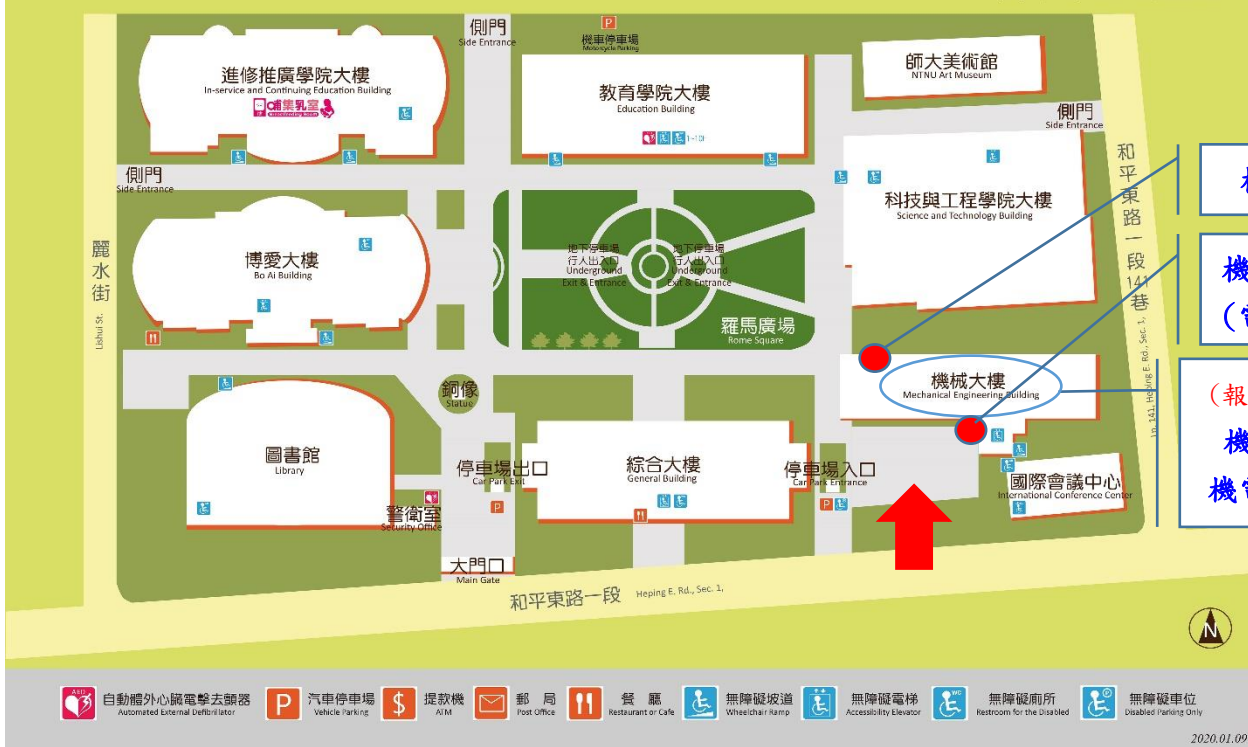 側門
Side Entrance
P
機車停車場
Motorcycle Parking
進修推廣學院大樓
In-service and Continuing Education Building
哺集乳室
教育學院大樓
Education Building
師大美術館
NTNU Art Museum
側門
Side Entrance
側門
Side Entrance
科技與工程學院大樓
Science and Technology Building
和平東路一段141巷
Ln. 141, Heping E. Rd., Sec. 1,
麗水街
Lishui St.
博愛大樓
Bo Ai Building
地下停車場
行人出入口
Underground
Exit & Entrance
地下停車場
行人出入口
Underground
Exit & Entrance
羅馬廣場
Rome Square
機械大樓
Mechanical Engineering Building
銅像
Statue
圖書館
Library
停車場出口
Car Park Exit
P
綜合大樓
General Building
停車場入口
Car Park Entrance
P
國際會議中心
International Conference Center
警衛室
Security Office
大門口
Main Gate
和平東路一段 Heping E. Rd., Sec. 1,
機
（報
機
機電
N
AED
自動體外心臟電擊去顫器
Automated External Defibrillator
P
汽車停車場
Vehicle Parking
$
提款機
ATM
郵局
Post Office
餐廳
Restaurant or Cafe
無障礙坡道
Wheelchair Ramp
無障礙電梯
Accessibility Elevator
WC
無障礙廁所
Restroom for the Disabled
P
無障礙車位
Disabled Parking Only
2020.01.09